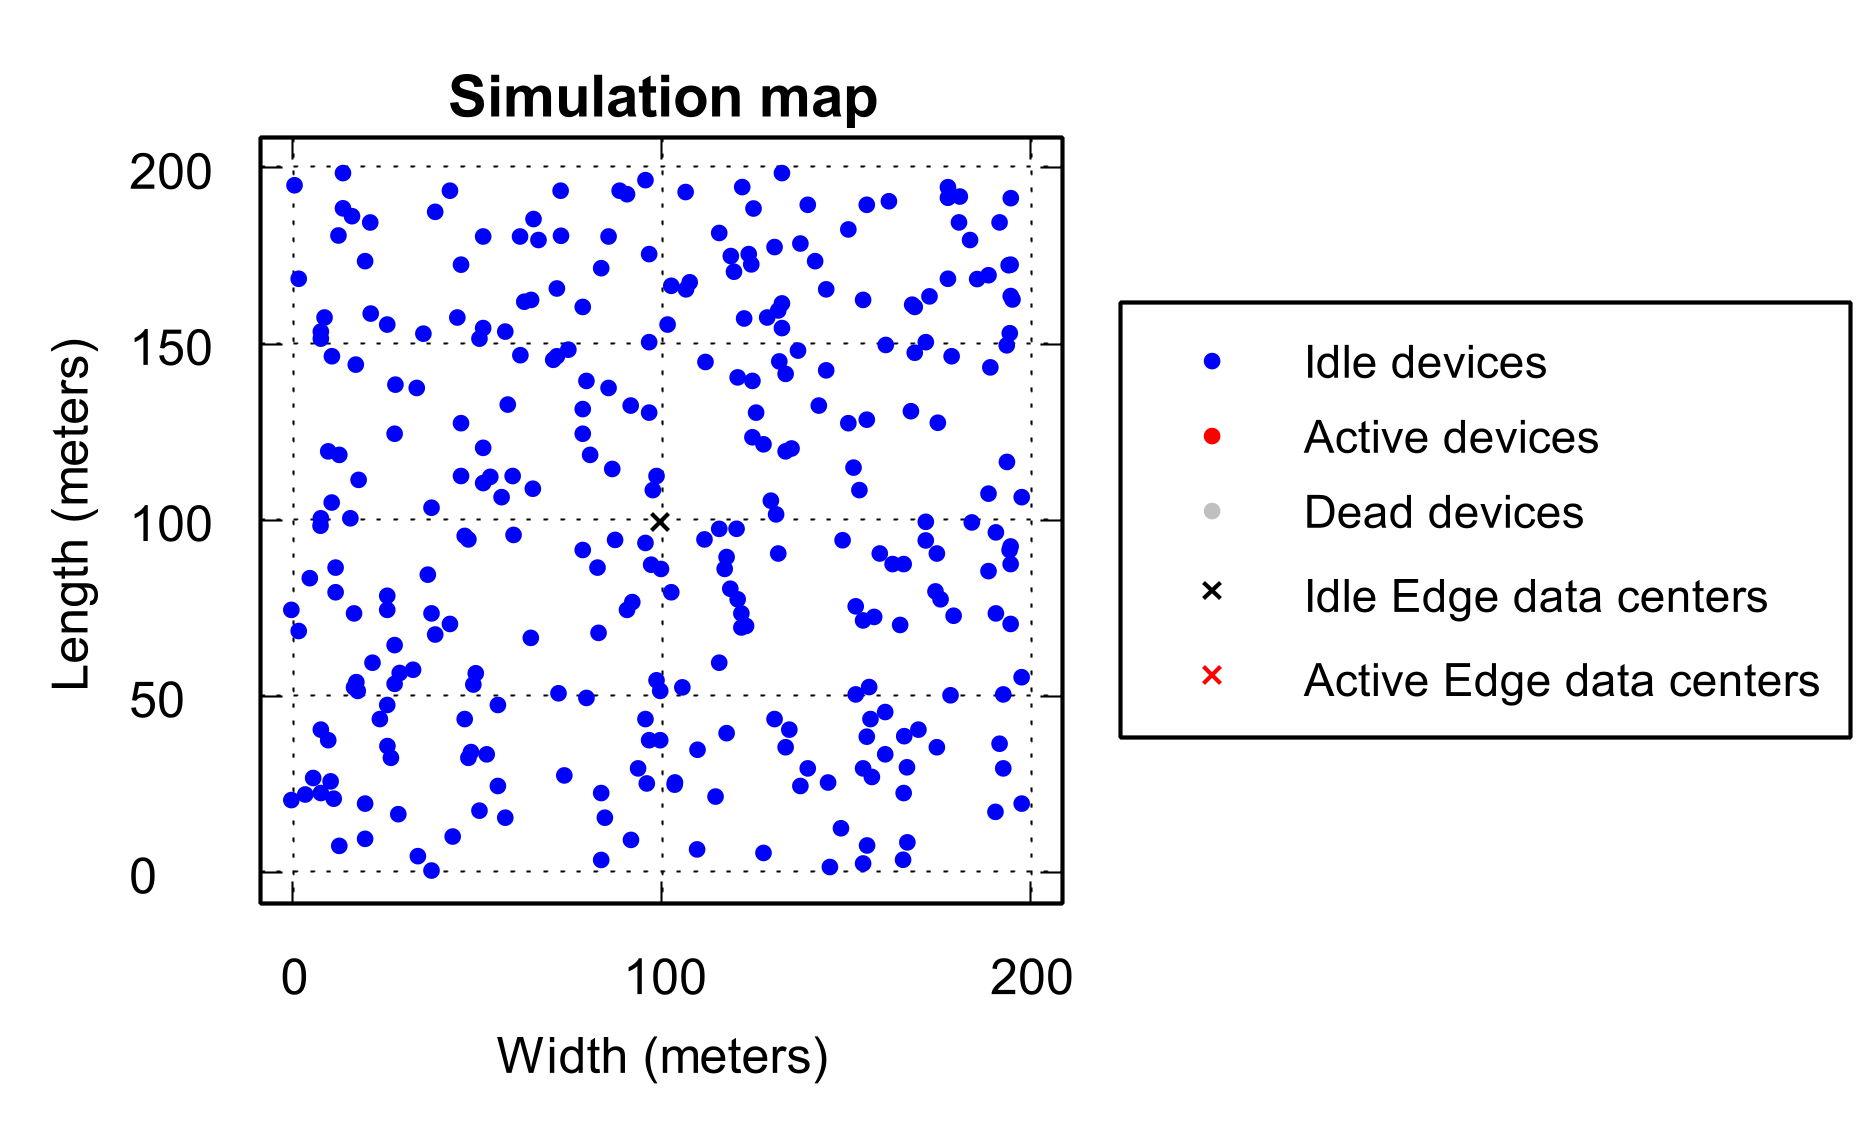 Simulation map
200
150
100
50
0
Length (meters)
0 100 200
Width (meters)
Idle devices
Active devices
Dead devices
Idle Edge data centers
Active Edge data centers